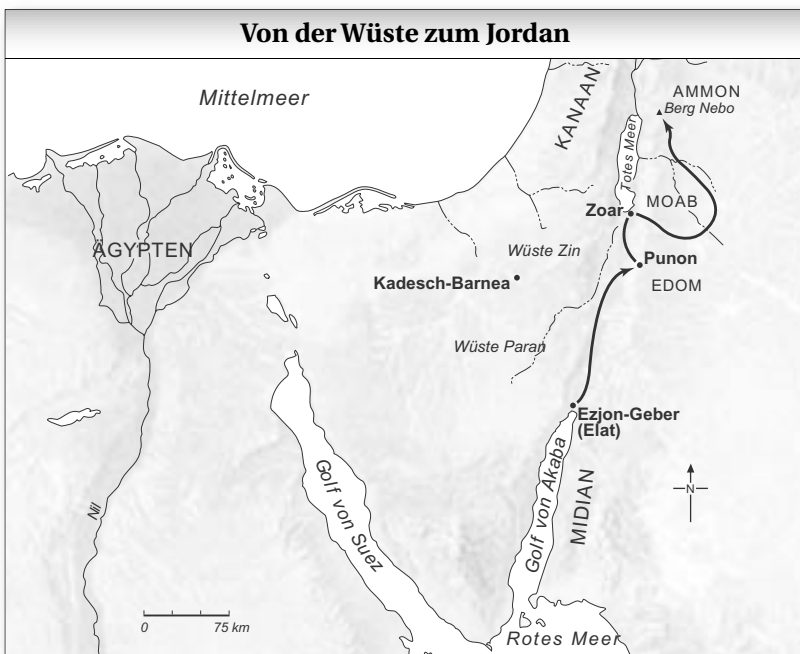 Von der Wüste zum Jordan
Mittelmeer
KANAAN
AMMON
Berg Nebo
Totes Meer
MOAB
Zoar
ÄGYPTEN
Wüste Zin
Punon
Kadesch-Barnea
EDOM
Wüste Paran
Ezjon-Geber
(Elat)
Golf von Akaba
MIDIAN
Golf von Suez
N
Nil
0 75 km
Rotes Meer